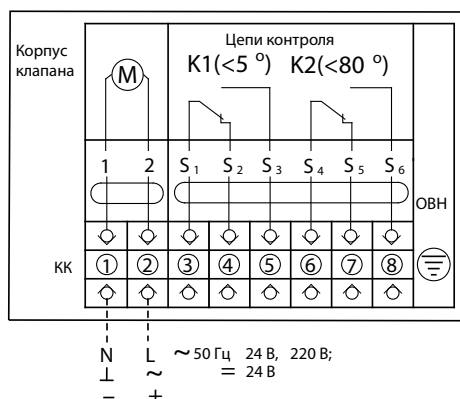 Корпус
клапана
M
Цепи контроля
K1(<5 °) K2(<80 °)
1 2 S1 S2 S3 S4 S5 S6
ОВН
КК
1 2 3 4 5 6 7 8
N L ~ 50 Гц 24 В, 220 В;
⊥ ~ = 24 В
– +